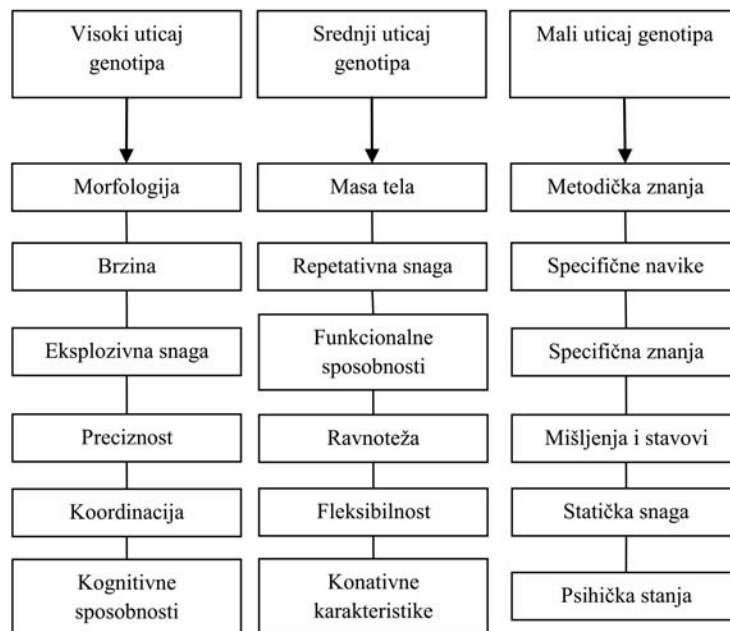 Visoki uticaj
genotipa
Morfologija
Brzina
Eksplozivna snaga
Preciznost
Koordinacija
Kognitivne
sposobnosti
Srednji uticaj
genotipa
Masa tela
Repetativna snaga
Funkcionalne
sposobnosti
Ravnoteža
Fleksibilnost
Konativne
karakteristike
Mali uticaj genotipa
Metodička znanja
Specifične navike
Specifična znanja
Mišljenja i stavovi
Statička snaga
Psihička stanja